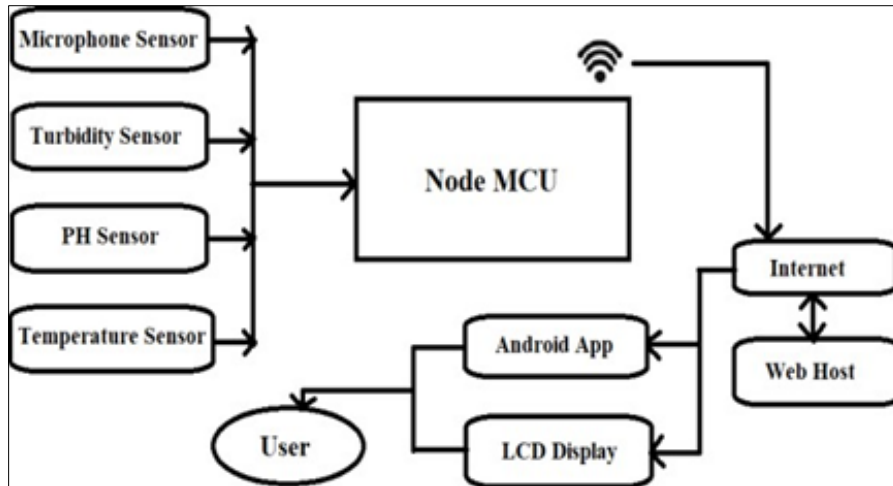 Microphone Sensor
Turbidity Sensor
PH Sensor
Temperature Sensor
Node MCU
Internet
Web Host
Android App
LCD Display
User